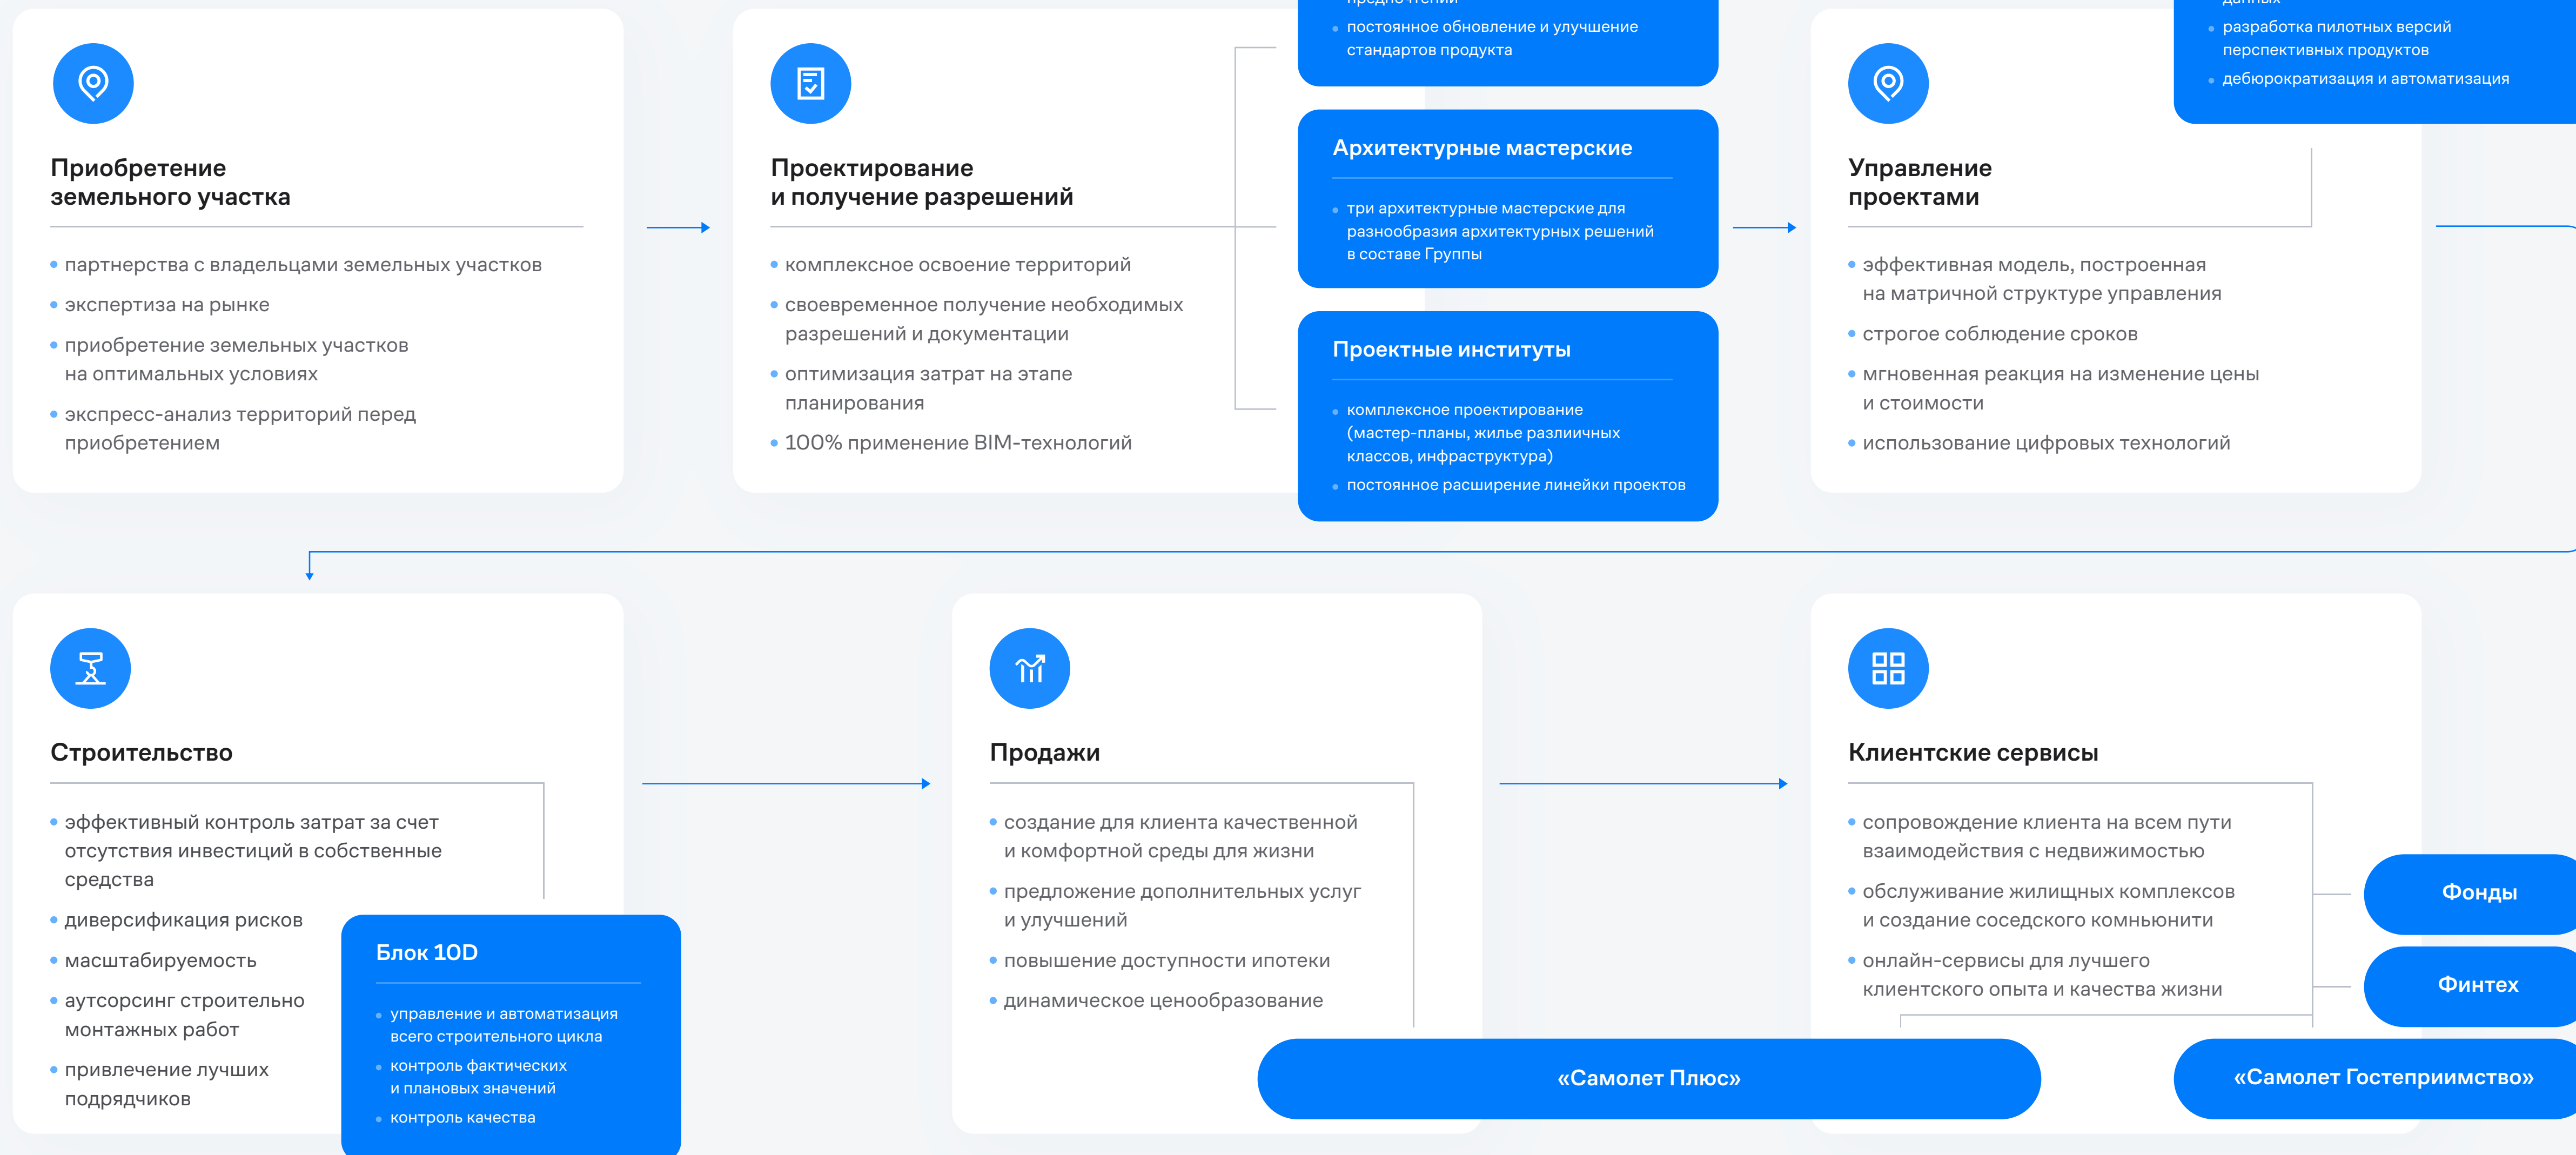 Приобретение
земельного участка
партнерства с владельцами земельных участков
экспертиза на рынке
приобретение земельных участков
на оптимальных условиях
экспресс-анализ территорий перед
приобретением
Проектирование
и получение разрешений
комплексное освоение территорий
своевременное получение необходимых
разрешений и документации
оптимизация затрат на этапе
планирования
100% применение BIM-технологий
постоянное обновление и улучшение
стандартов продукта
Архитектурные мастерские
три архитектурные мастерские для
разнообразия архитектурных решений
в составе Группы
Проектные институты
комплексное проектирование
(мастер-планы, жилье разлиичных
классов, инфраструктура)
постоянное расширение линейки проектов
Управление
проектами
эффективная модель, построенная
на матричной структуре управления
строгое соблюдение сроков
мгновенная реакция на изменение цены
и стоимости
использование цифровых технологий
данных
разработка пилотных версий
перспективных продуктов
дебюрократизация и автоматизация
Строительство
эффективный контроль затрат за счет
отсутствия инвестиций в собственные
средства
диверсификация рисков
масштабируемость
аутсорсинг строительно
монтажных работ
привлечение лучших
подрядчиков
Блок 10D
управление и автоматизация
всего строительного цикла
контроль фактических
и плановых значений
контроль качества
Продажи
создание для клиента качественной
и комфортной среды для жизни
предложение дополнительных услуг
и улучшений
повышение доступности ипотеки
динамическое ценообразование
«Самолет Плюс»
Клиентские сервисы
сопровождение клиента на всем пути
взаимодействия с недвижимостью
обслуживание жилищных комплексов
и создание соседского комньюнити
онлайн-сервисы для лучшего
клиентского опыта и качества жизни
Фонды
Финтех
«Самолет Гостеприимство»